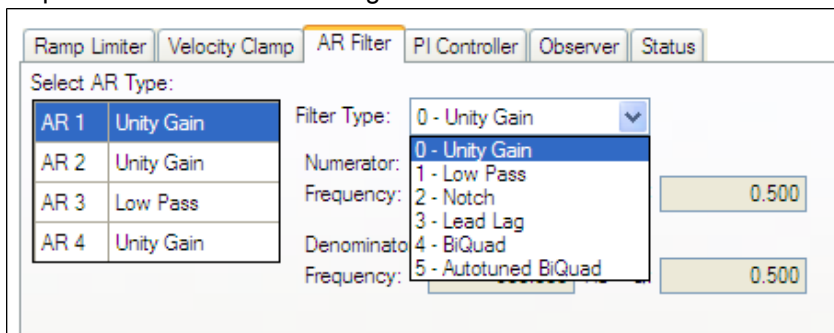 Ramp Limiter Velocity Clamp AR Filter PI Controller Observer Status
Select AR Type:
AR 1 Unity Gain
AR 2 Unity Gain
AR 3 Low Pass
AR 4 Unity Gain
Filter Type: 0 - Unity Gain
0 - Unity Gain
1 - Low Pass
2 - Notch
3 - Lead Lag
4 - BiQuad
5 - Autotuned BiQuad
Numerator:
Frequency: 0.500
Denominato
Frequency: 0.500